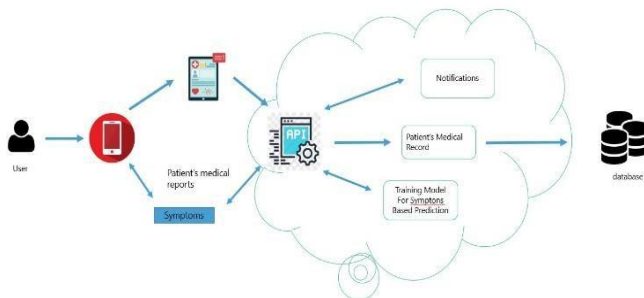 Notifications
API
User
Patient's medical
reports
Symptoms
Patient's Medical
Record
Training Model
For Symptons
Based Prediction
database